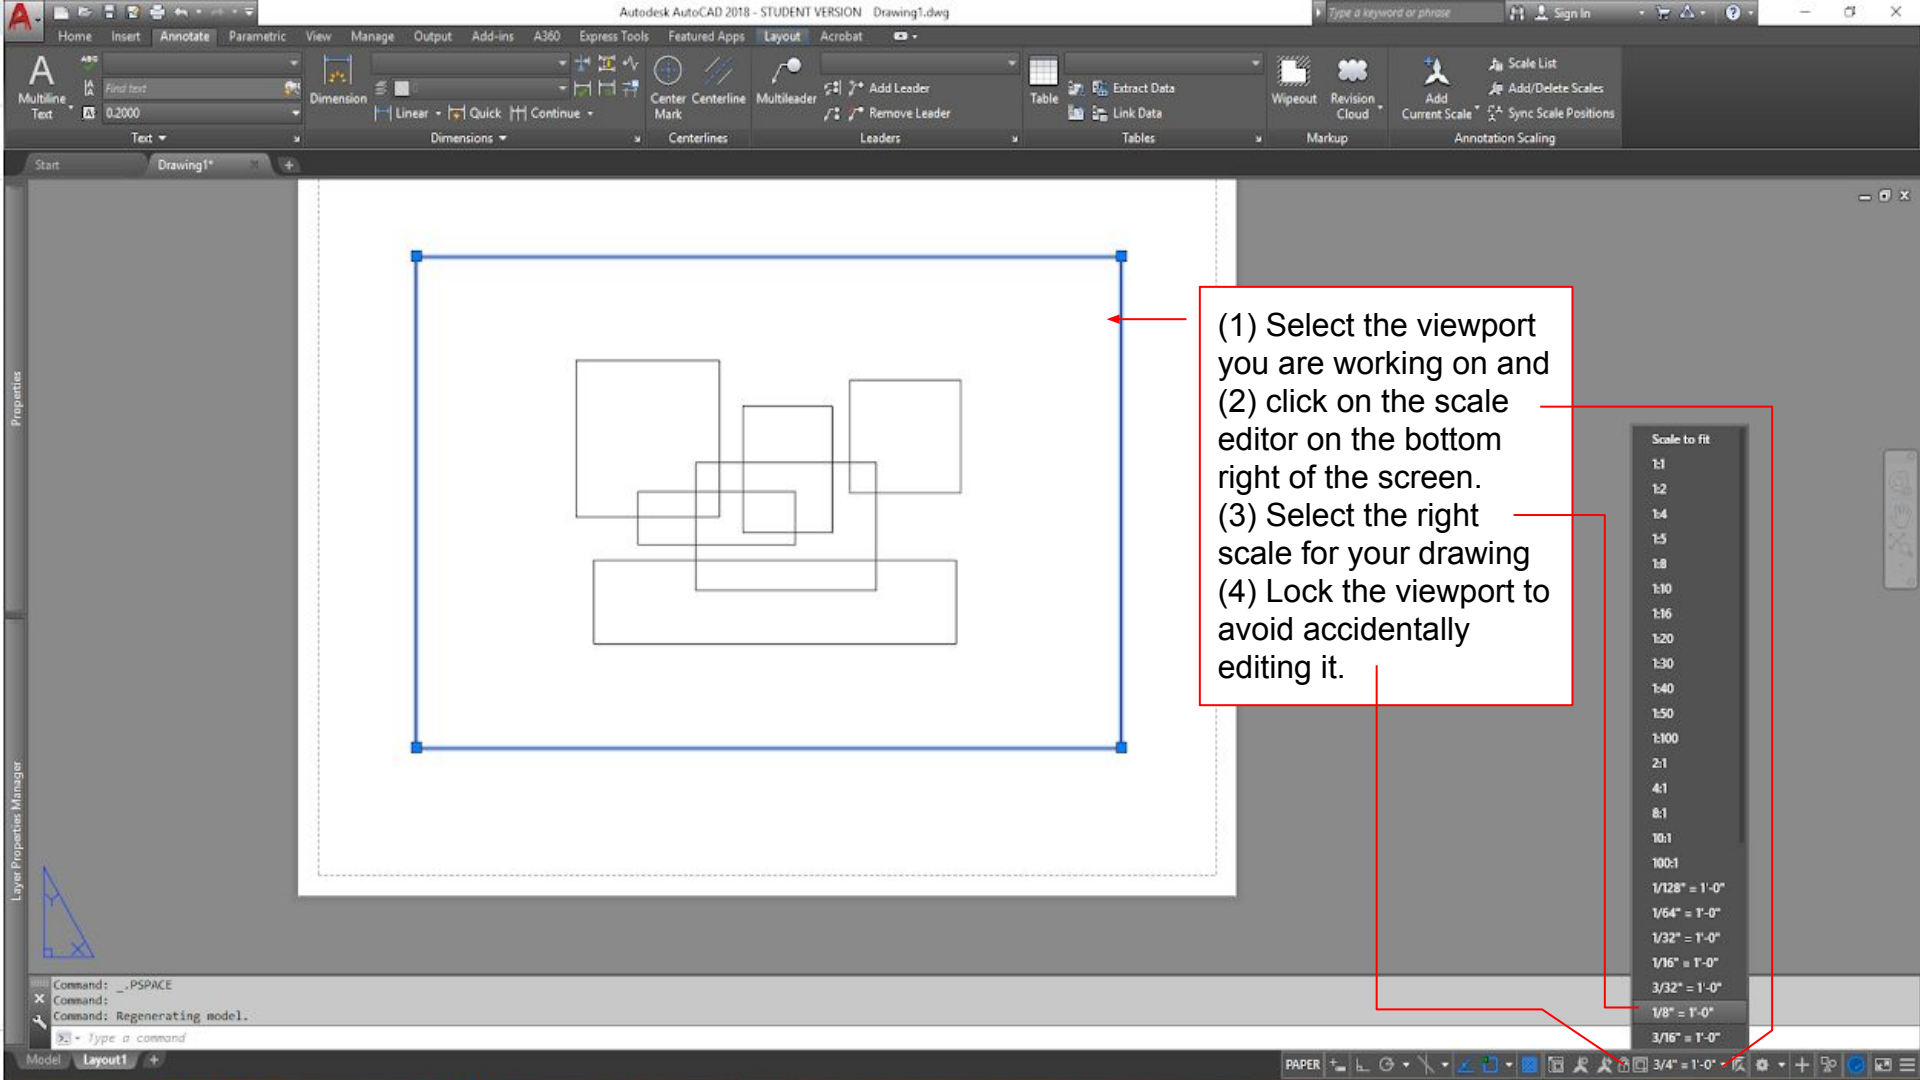 Autodesk AutoCAD 2018 - STUDENT VERSION Drawing1.dwg
Type a keyword or phrase
Sign In
Home Insert Annotate Parametric View Manage Output Add-ins A360 Express Tools Featured Apps Layout Acrobat
Multiline Text
Find text
0.2000
Text
Dimension
Linear Quick Continue
Dimensions
Center Mark
Centerline
Centerlines
Multileader
Add Leader
Remove Leader
Leaders
Table
Extract Data
Link Data
Tables
Wipeout
Revision Cloud
Markup
Add Current Scale
Scale List
Add/Delete Scales
Sync Scale Positions
Annotation Scaling
Start Drawing1*
Properties
Layer Properties Manager
(1) Select the viewport
you are working on and
(2) click on the scale
editor on the bottom
right of the screen.
(3) Select the right
scale for your drawing
(4) Lock the viewport to
avoid accidentally
editing it.
Scale to fit
1:1
1:2
1:4
1:5
1:8
1:10
1:16
1:20
1:30
1:40
1:50
1:100
2:1
4:1
8:1
10:1
100:1
1/128" = 1'-0"
1/64" = 1'-0"
1/32" = 1'-0"
1/16" = 1'-0"
3/32" = 1'-0"
1/8" = 1'-0"
3/16" = 1'-0"
Y
X
Command: _.PSPACE
Command:
Command: Regenerating model.
Type a command
Model Layout1
PAPER
3/4" = 1'-0"